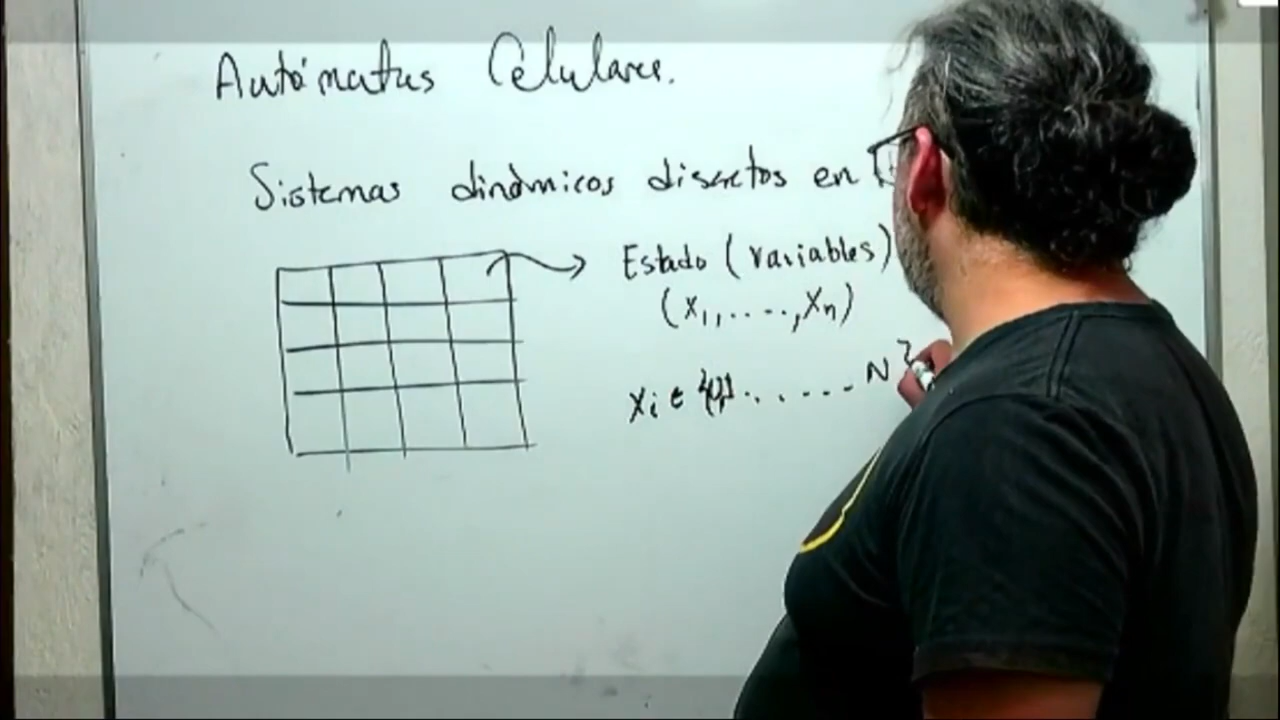 Autómatas Celulares.
Sistemas dinámicos discretos en
Estado (variables)
(x₁, ...., xₙ)
xᵢ ∈ {0,1 ...... N}